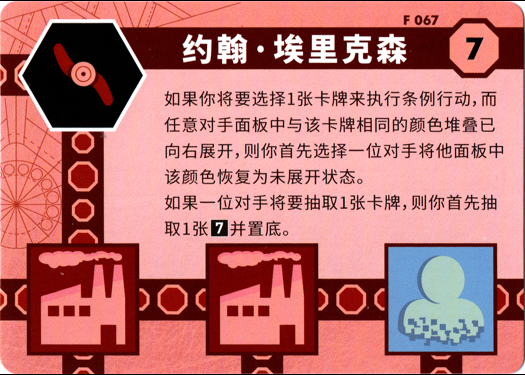 F 067
约翰·埃里克森
7
如果你将要选择1张卡牌来执行条例行动,而
任意对手面板中与该卡牌相同的颜色堆叠已
向右展开,则你首先选择一位对手将他面板中
该颜色恢复为未展开状态。
如果一位对手将要抽取1张卡牌,则你首先抽
取1张7并置底。